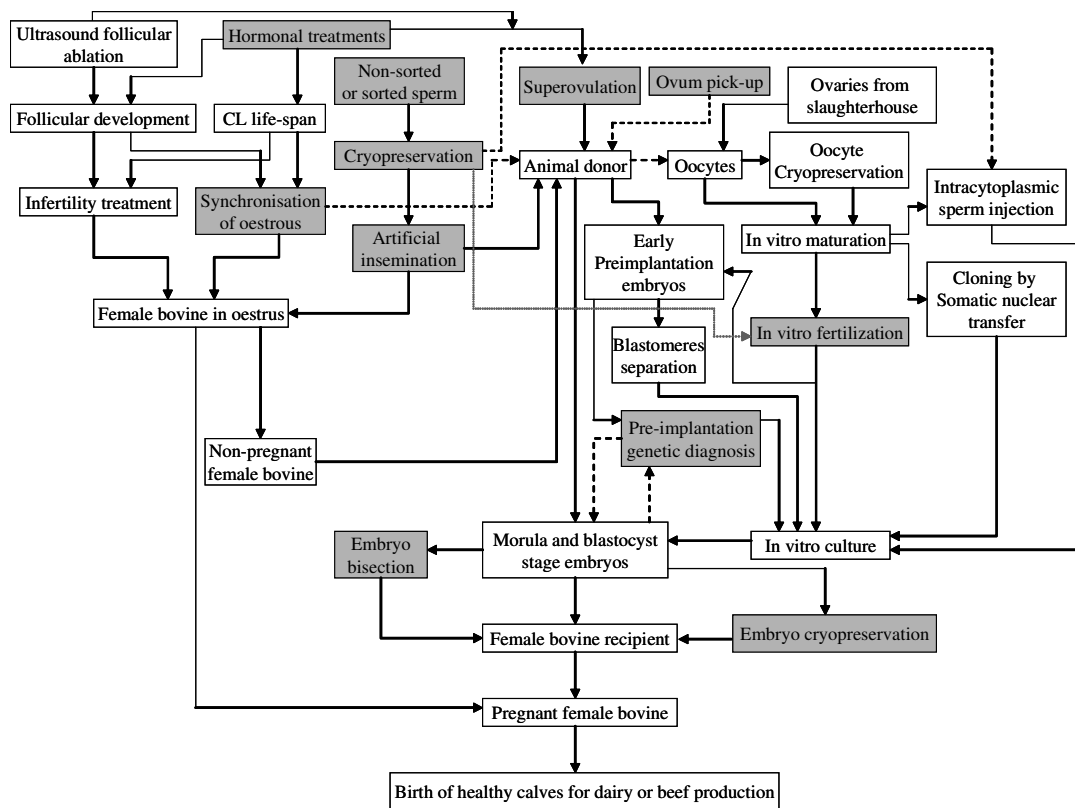 Ultrasound follicular
ablation
Hormonal treatments
Non-sorted
or sorted sperm
Superovulation
Ovum pick-up
Ovaries from
slaughterhouse
Follicular development
CL life-span
Cryopreservation
Animal donor
Oocytes
Oocyte
Cryopreservation
Infertility treatment
Synchronisation
of oestrous
Intracytoplasmic
sperm injection
Artificial
insemination
Early
Preimplantation
embryos
In vitro maturation
Cloning by
Somatic nuclear
transfer
Female bovine in oestrus
In vitro fertilization
Blastomeres
separation
Non-pregnant
female bovine
Pre-implantation
genetic diagnosis
Embryo
bisection
Morula and blastocyst
stage embryos
In vitro culture
Female bovine recipient
Embryo cryopreservation
Pregnant female bovine
Birth of healthy calves for dairy or beef production